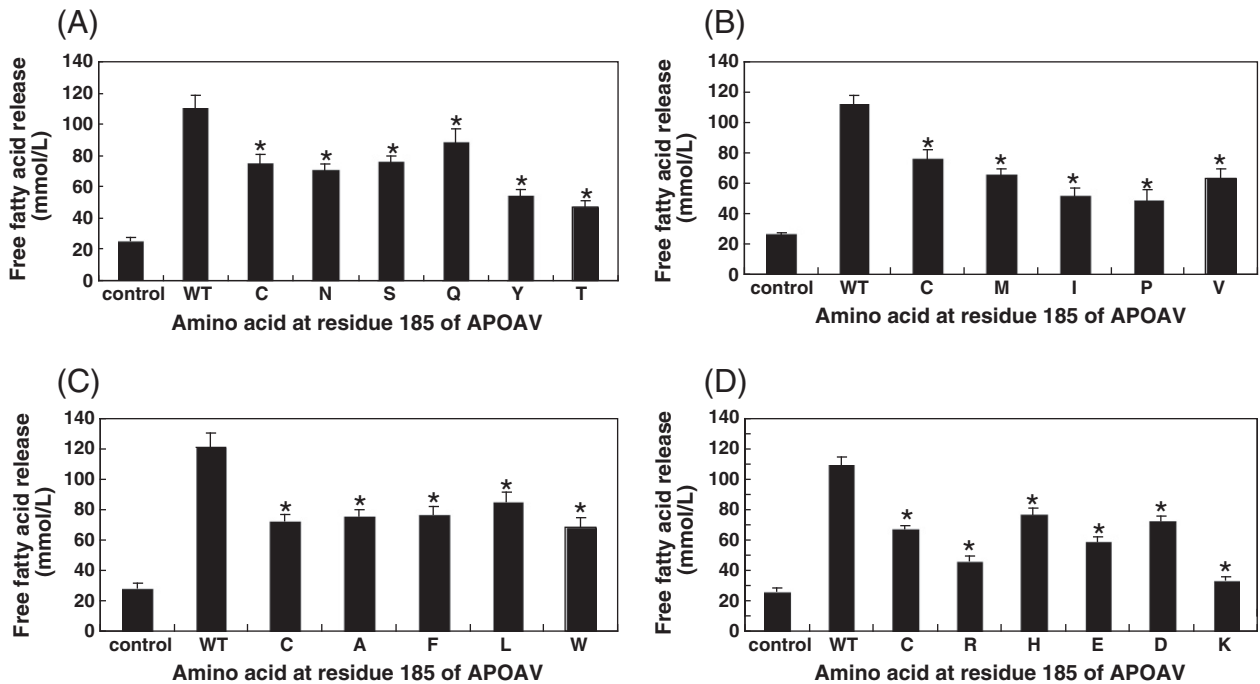 (A)
Free fatty acid release
(mmol/L)
140
120
100
80
60
40
20
0
* * * * * *
control WT C N S Q Y T
Amino acid at residue 185 of APOAV
(B)
Free fatty acid release
(mmol/L)
140
120
100
80
60
40
20
0
* * * * *
control WT C M I P V
Amino acid at residue 185 of APOAV
(C)
Free fatty acid release
(mmol/L)
140
120
100
80
60
40
20
0
* * * * *
control WT C A F L W
Amino acid at residue 185 of APOAV
(D)
Free fatty acid release
(mmol/L)
140
120
100
80
60
40
20
0
* * * * * *
control WT C R H E D K
Amino acid at residue 185 of APOAV